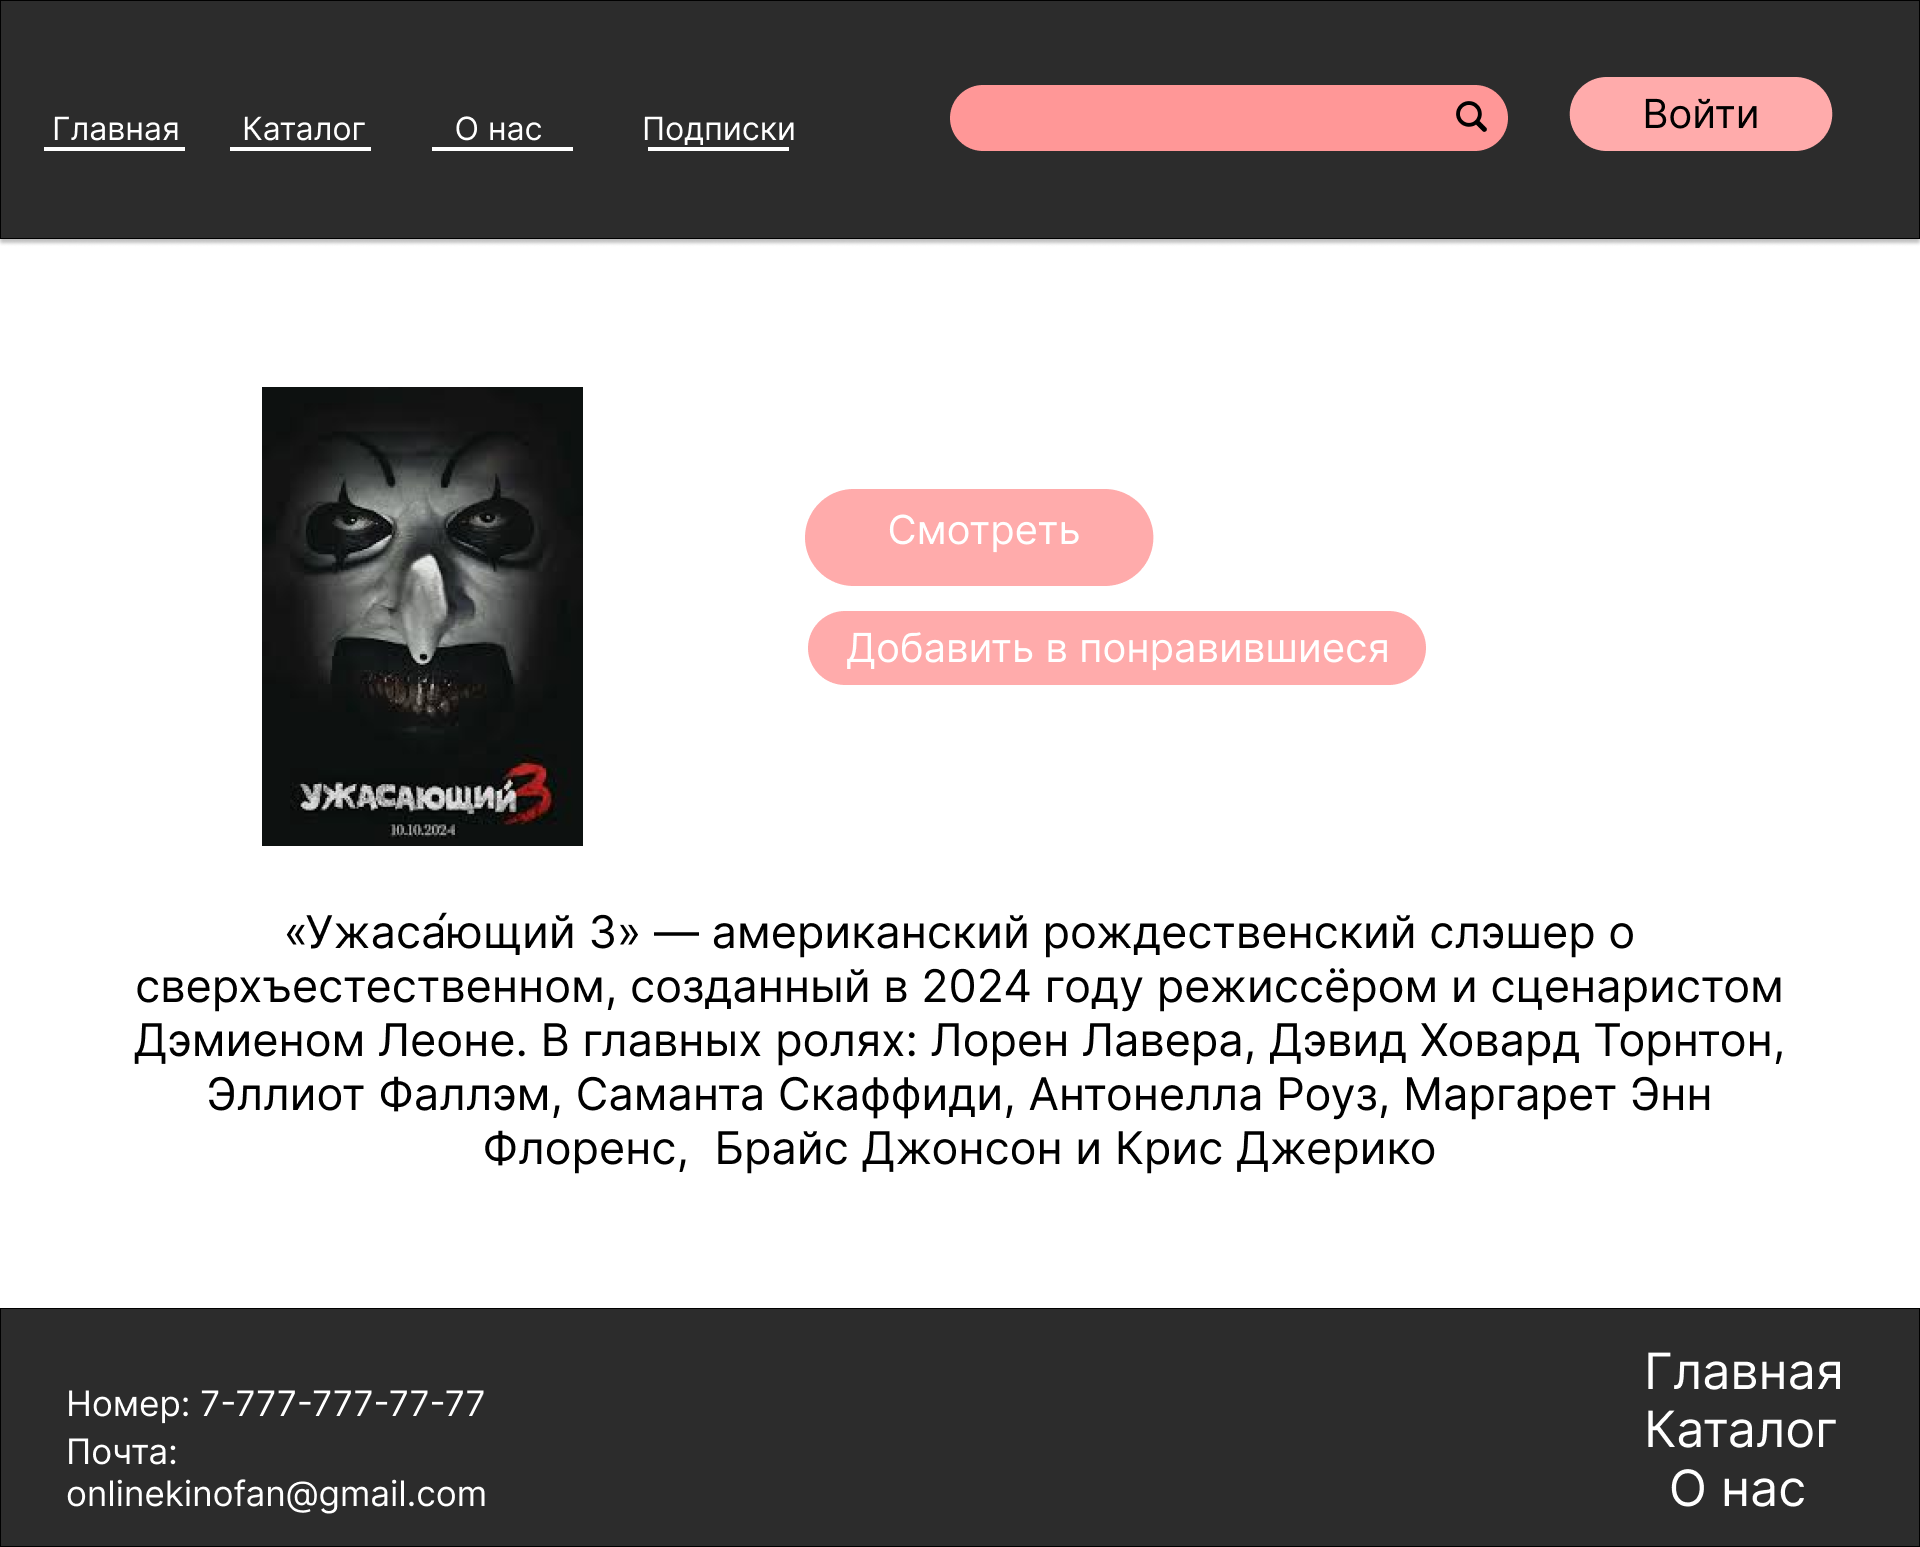 Главная Каталог О нас Подписки Войти
Смотреть
Добавить в понравившиеся
УЖАСАЮЩИЙ 3
10.10.2024
«Ужаса́ющий 3» — американский рождественский слэшер о
сверхъестественном, созданный в 2024 году режиссёром и сценаристом
Дэмиеном Леоне. В главных ролях: Лорен Лавера, Дэвид Ховард Торнтон,
Эллиот Фаллэм, Саманта Скаффиди, Антонелла Роуз, Маргарет Энн
Флоренс,  Брайс Джонсон и Крис Джерико
Номер: 7-777-777-77-77
Почта:
onlinekinofan@gmail.com
Главная
Каталог
О нас